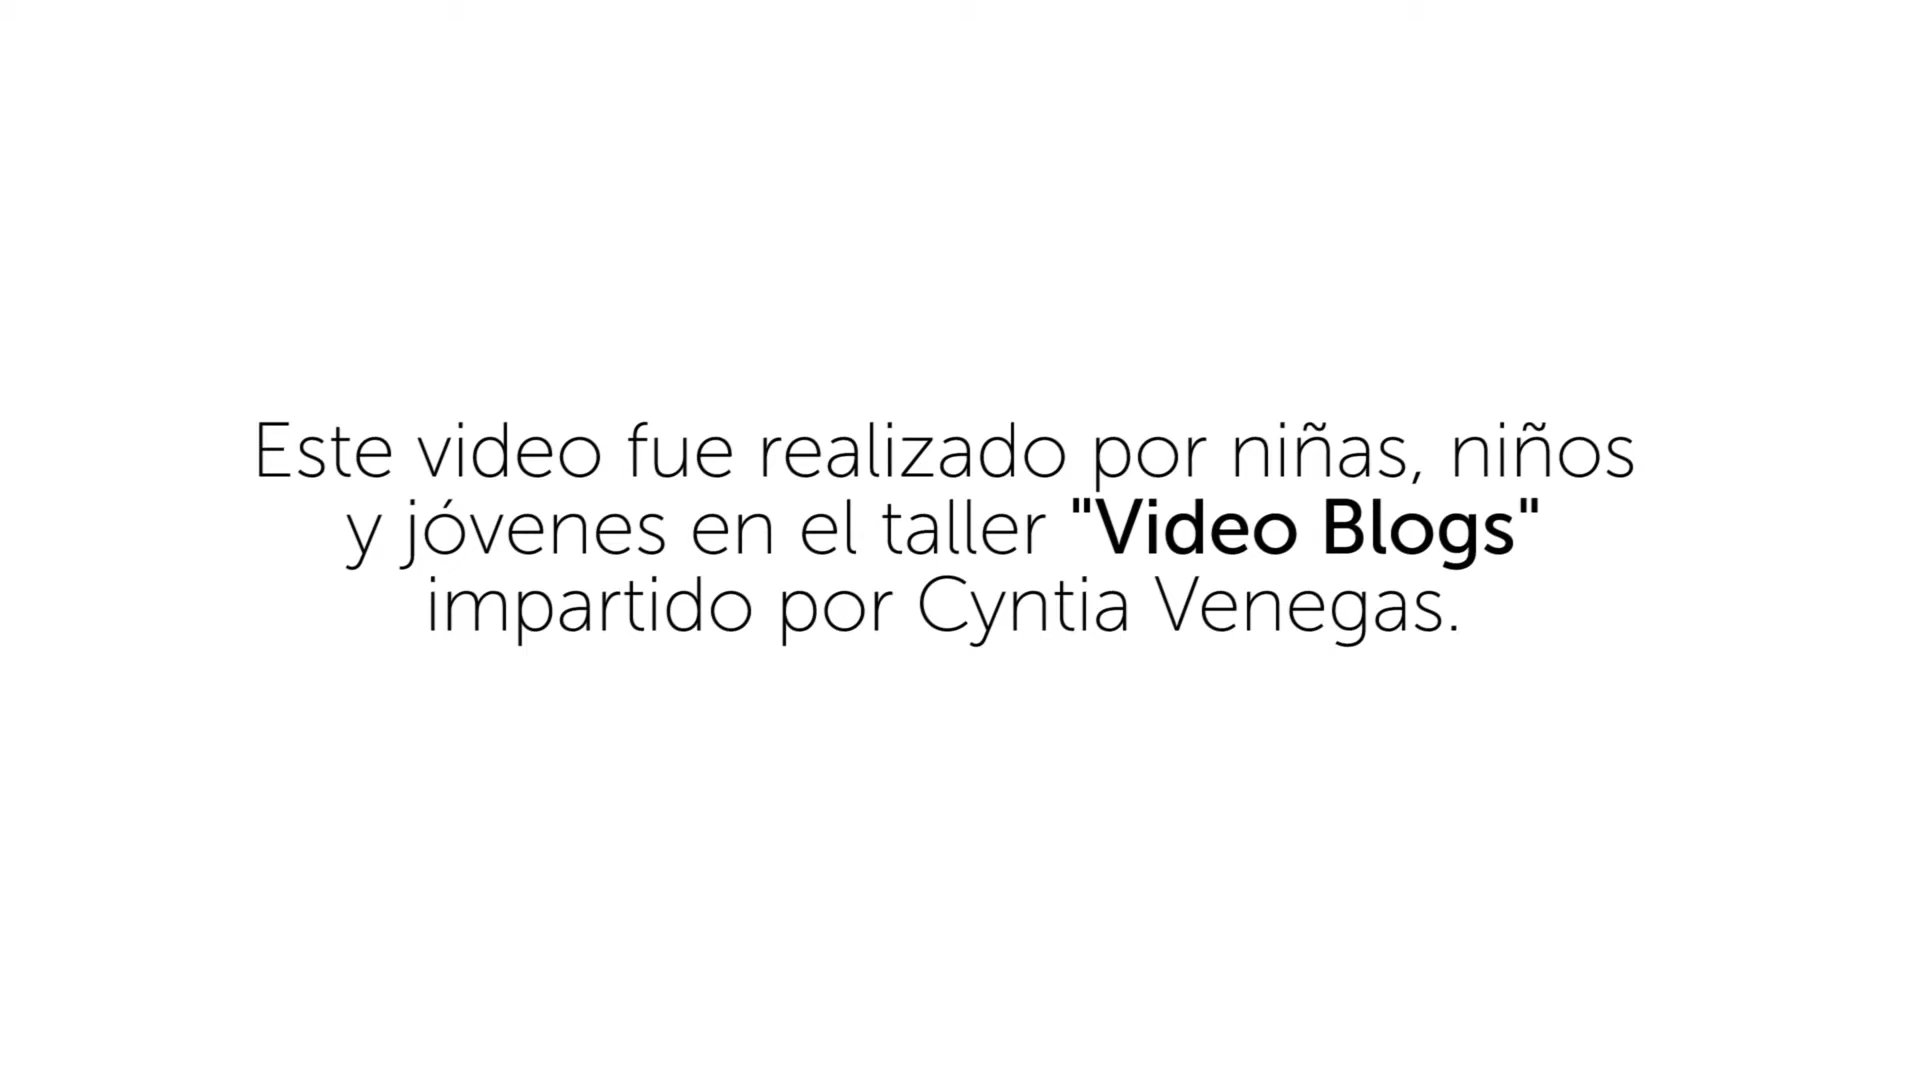 Este video fue realizado por niñas, niños
y jóvenes en el taller "Video Blogs"
impartido por Cyntia Venegas.